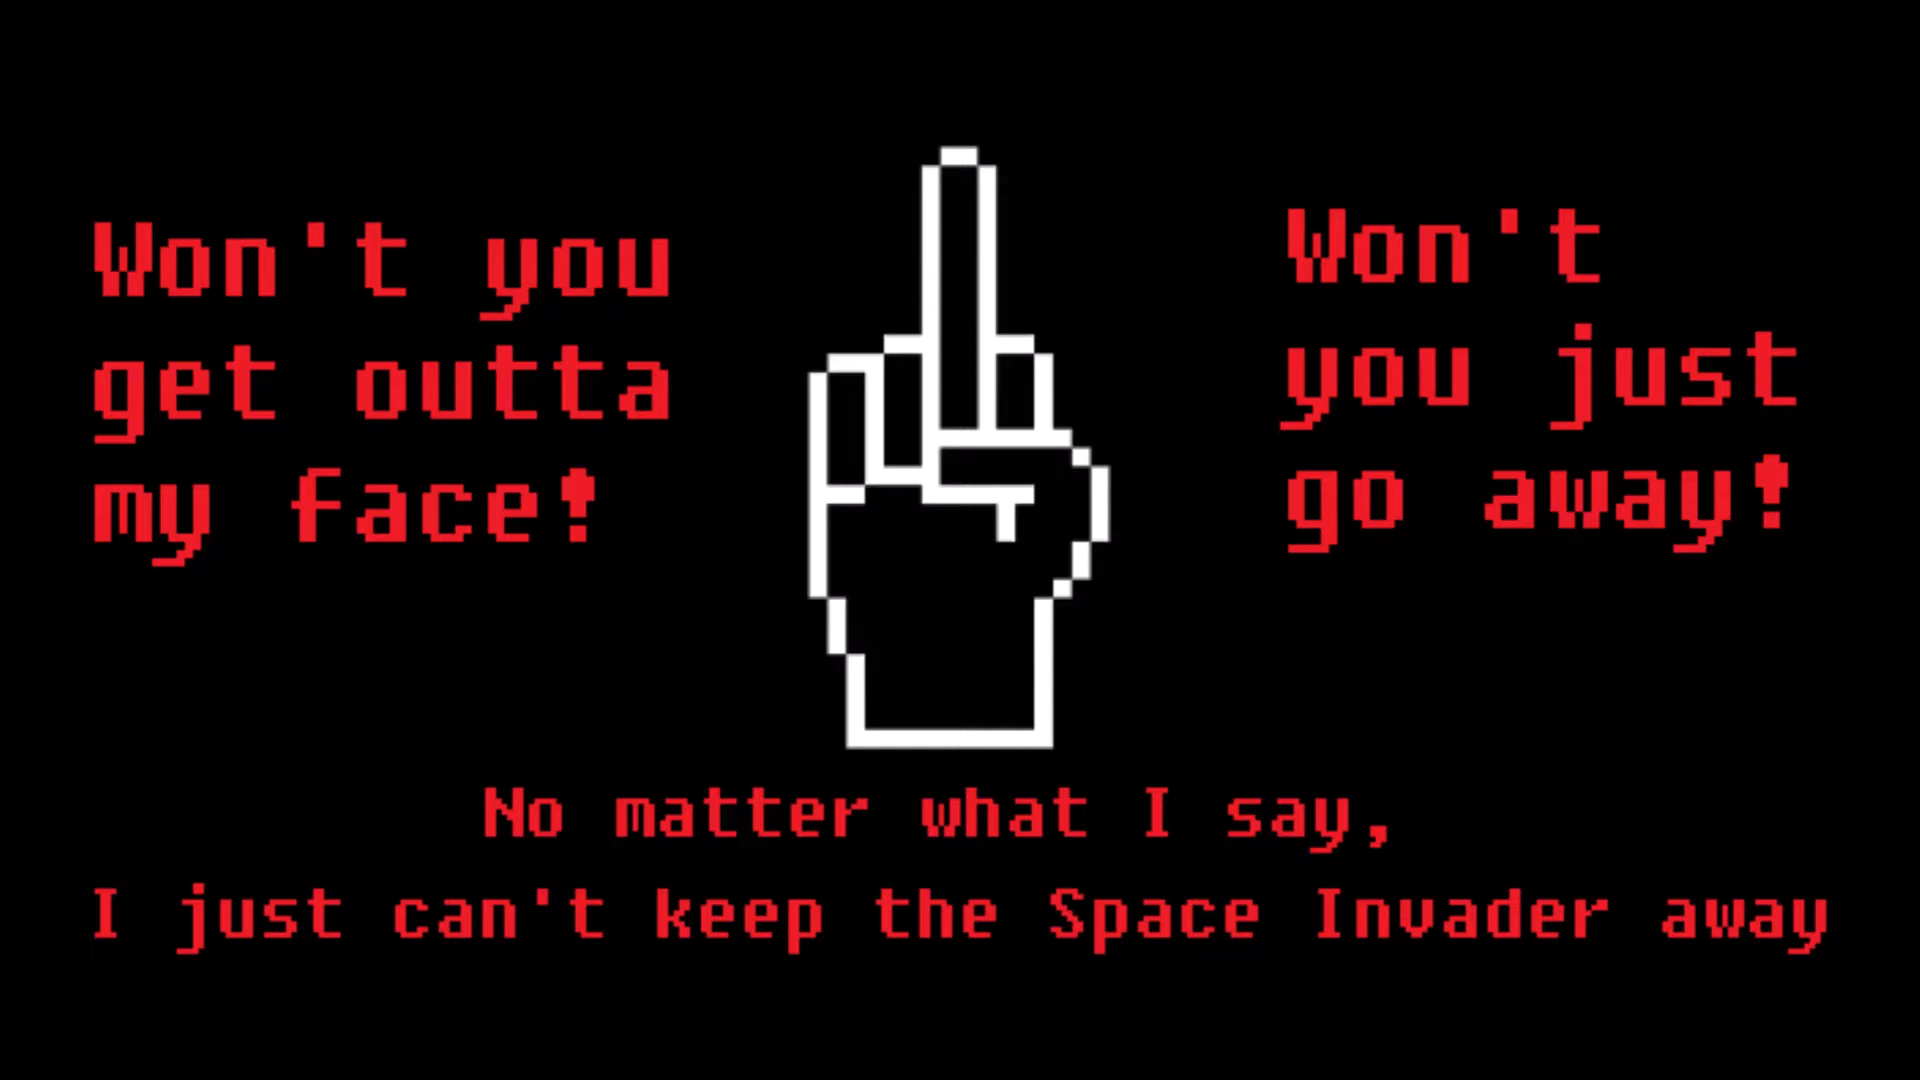 Won't you
get outta
my face!
Won't
you just
go away!
No matter what I say,
I just can't keep the Space Invader away